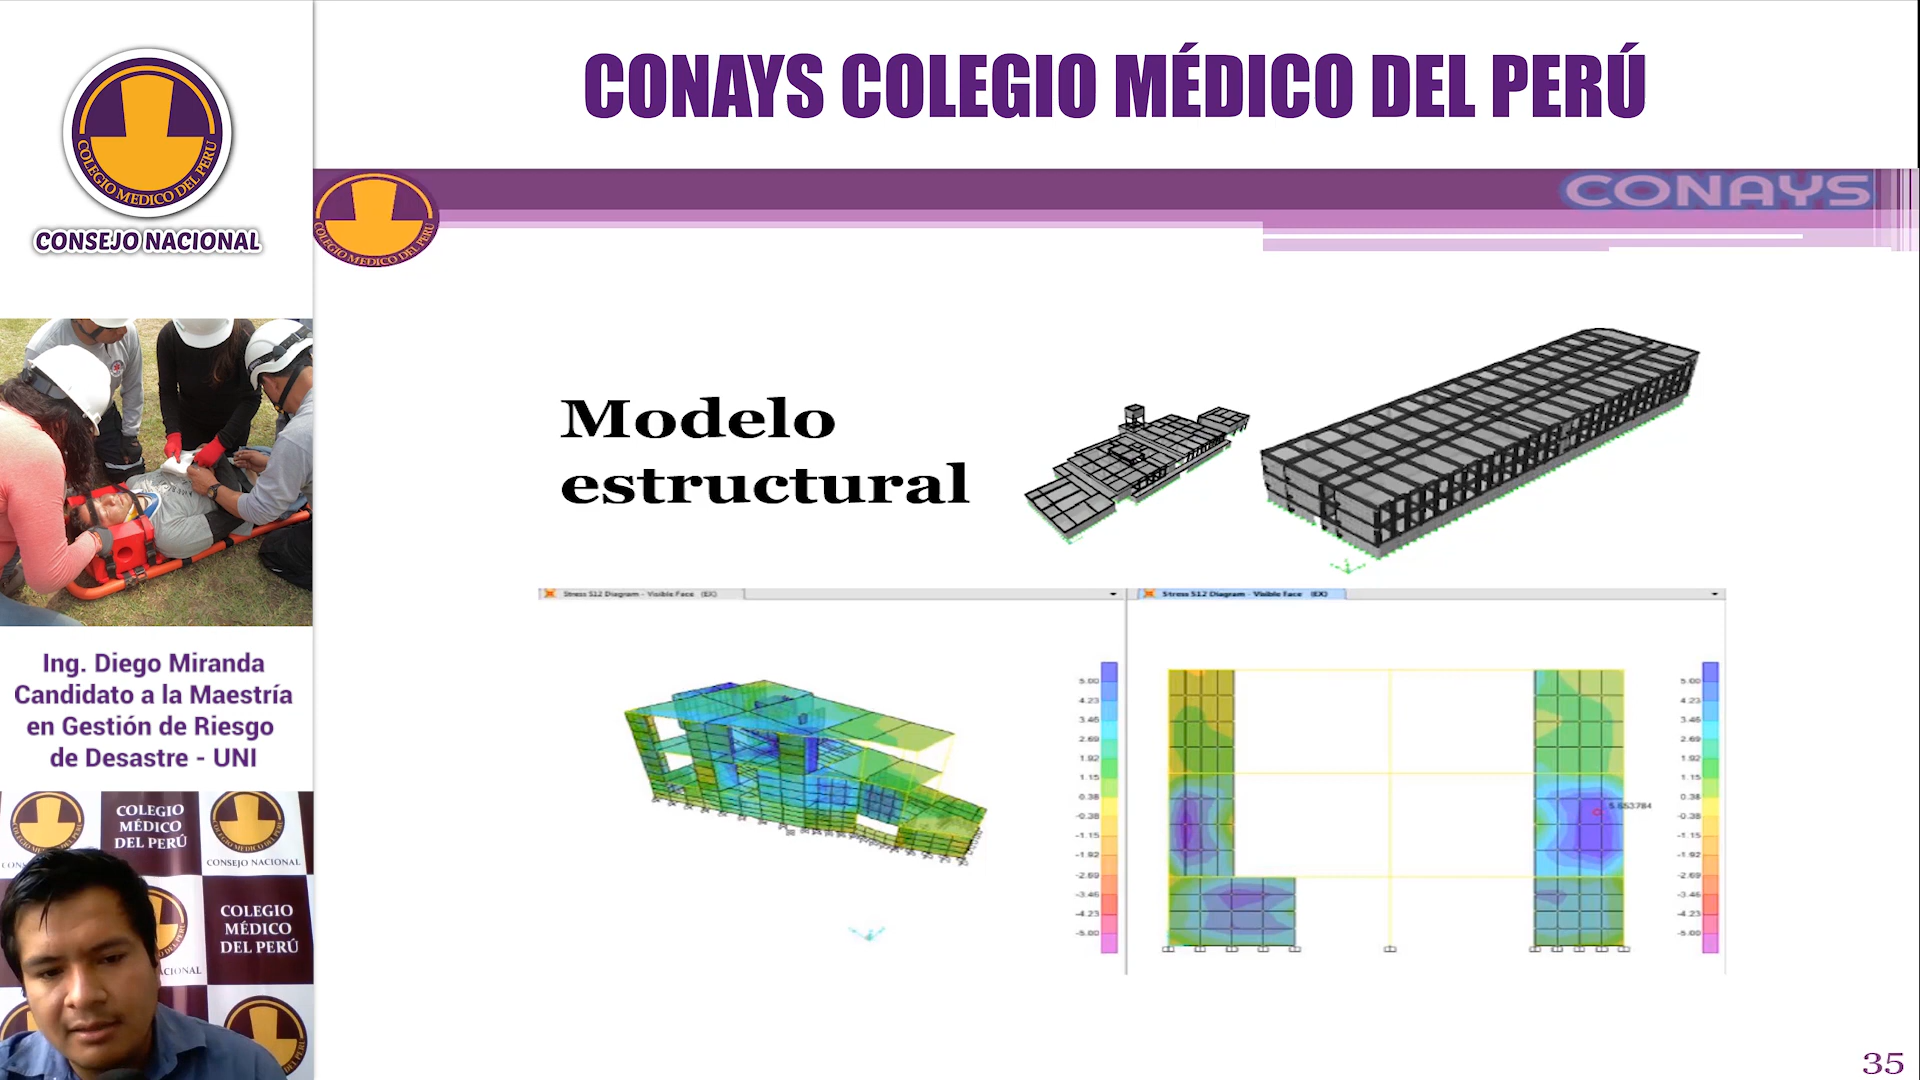 CONAYS COLEGIO MÉDICO DEL PERÚ
COLEGIO MEDICO DEL PERU
CONSEJO NACIONAL
COLEGIO MEDICO DEL PERU
CONAYS
Modelo
estructural
Stress S12 Diagram - Visible Face (EX)
Stress S12 Diagram - Visible Face (EX)
5.00
4.23
3.46
2.69
1.92
1.15
0.38
-0.38
-1.15
-1.92
-2.69
-3.46
-4.23
-5.00
5.00
4.23
3.46
2.69
1.92
1.15
0.38
-0.38
-1.15
-1.92
-2.69
-3.46
-4.23
-5.00
Ing. Diego Miranda
Candidato a la Maestría
en Gestión de Riesgo
de Desastre - UNI
COLEGIO
MÉDICO
DEL PERÚ
CONSEJO NACIONAL
COLEGIO
MÉDICO
DEL PERÚ
35